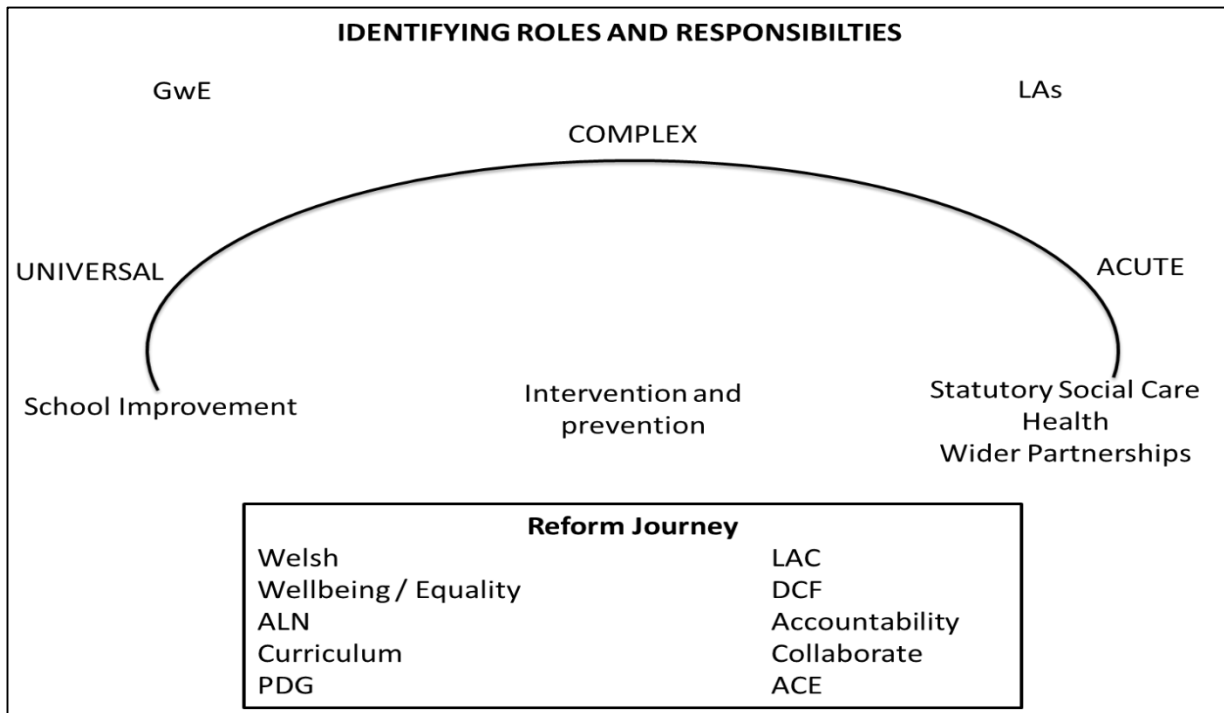 IDENTIFYING ROLES AND RESPONSIBILTIES
GwE
LAs
COMPLEX
UNIVERSAL
ACUTE
School Improvement
Intervention and
prevention
Statutory Social Care
Health
Wider Partnerships
Reform Journey
Welsh
LAC
Wellbeing / Equality
DCF
ALN
Accountability
Curriculum
Collaborate
PDG
ACE